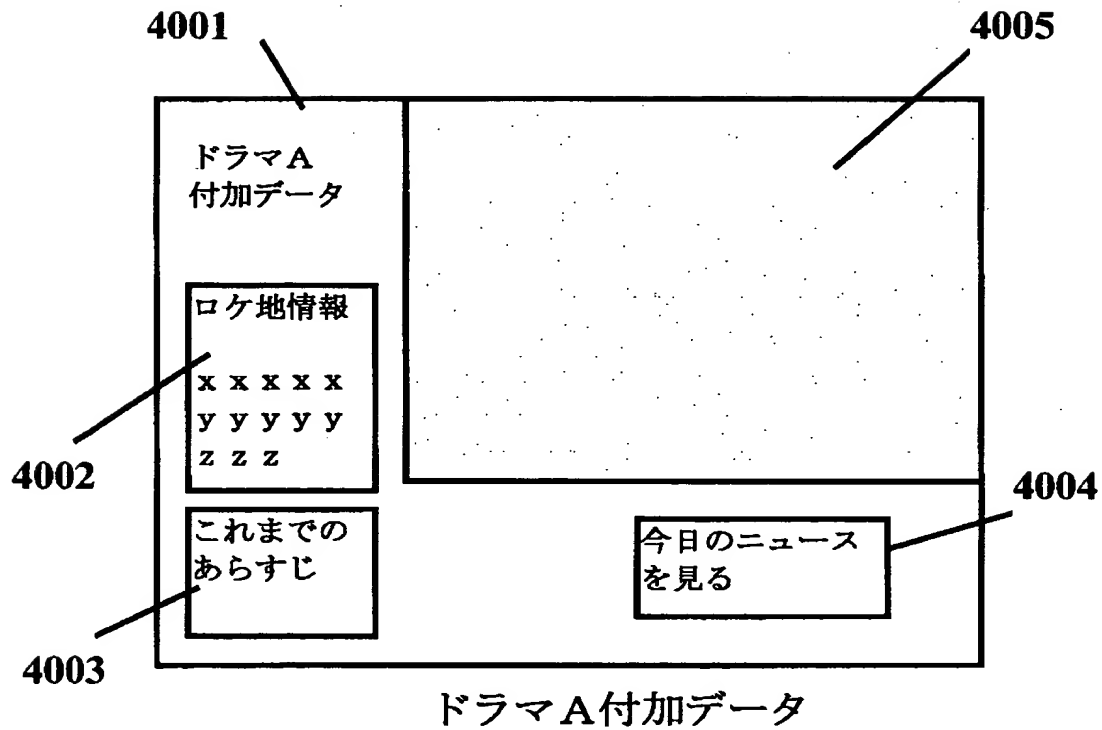 4001
4005
ドラマA
付加データ
ロケ地情報
x x x x x
y y y y y
z z z
4002
4004
これまでの
あらすじ
今日のニュース
を見る
4003
ドラマA付加データ